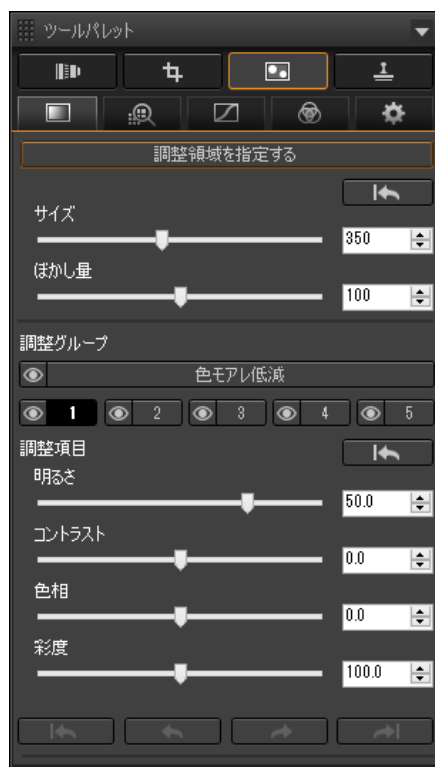 ツールパレット
調整領域を指定する
サイズ
350
ぼかし量
100
調整グループ
色モアレ低減
1 2 3 4 5
調整項目
明るさ
50.0
コントラスト
0.0
色相
0.0
彩度
100.0